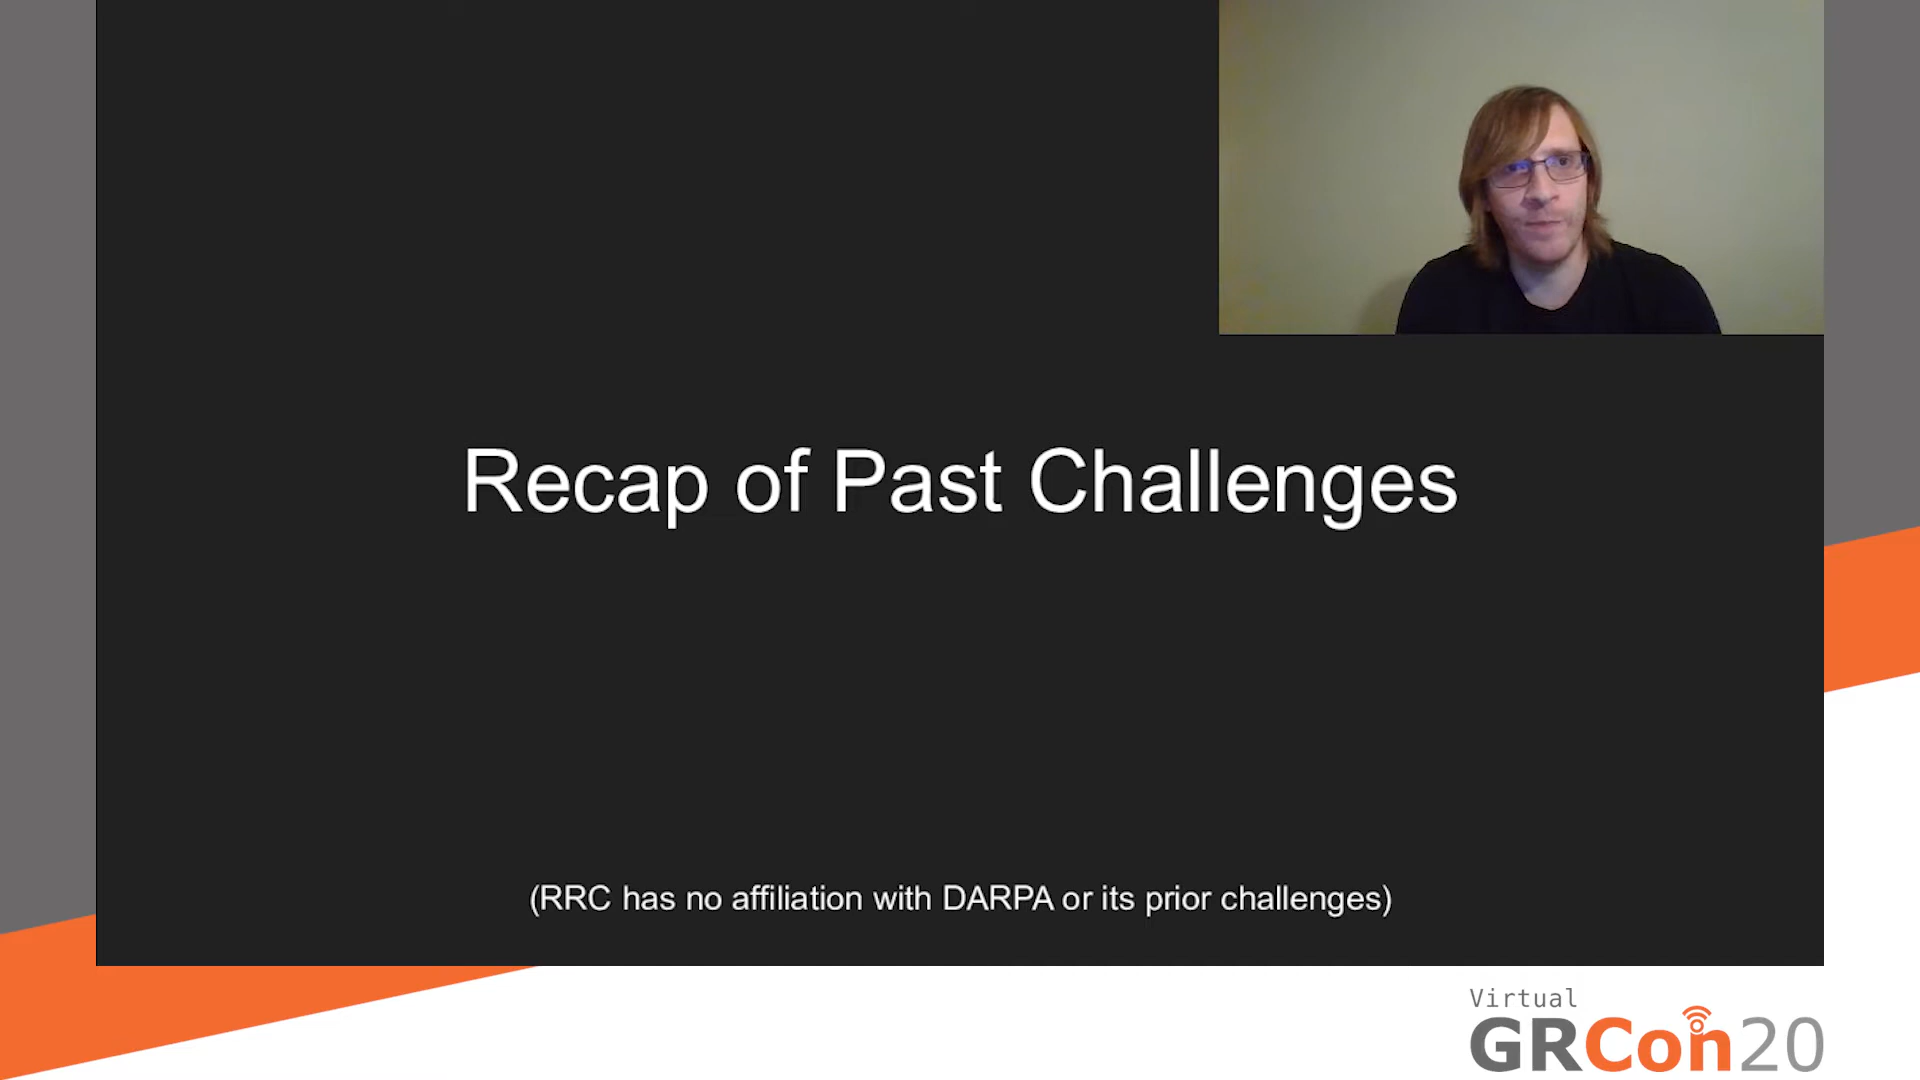 Recap of Past Challenges
(RRC has no affiliation with DARPA or its prior challenges)
Virtual
GRCon20